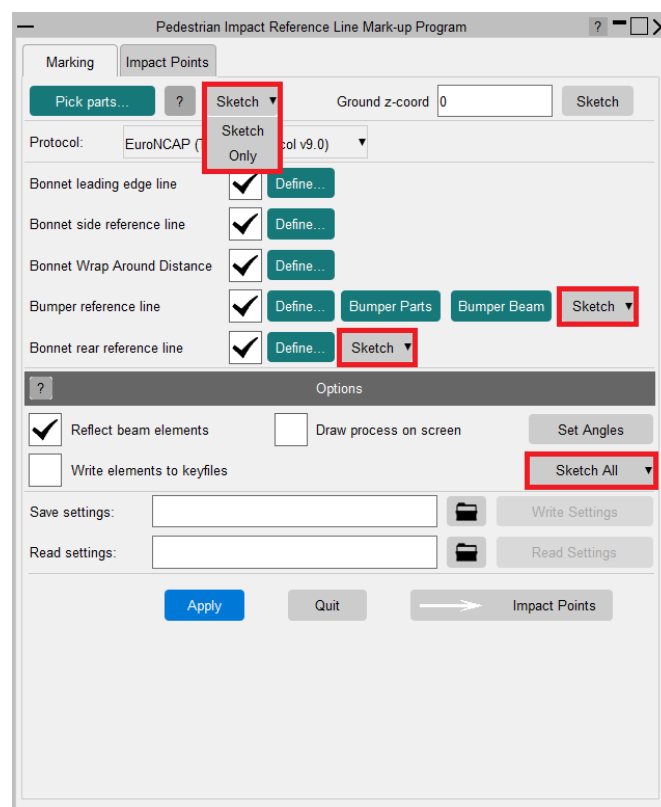 Pedestrian Impact Reference Line Mark-up Program ?
Marking Impact Points
Pick parts... ? Sketch Ground z-coord 0 Sketch
Sketch
Only
Protocol: EuroNCAP (T col v9.0)
Bonnet leading edge line Define...
Bonnet side reference line Define...
Bonnet Wrap Around Distance Define...
Bumper reference line Define... Bumper Parts Bumper Beam Sketch
Bonnet rear reference line Define... Sketch
? Options
Reflect beam elements Draw process on screen Set Angles
Write elements to keyfiles Sketch All
Save settings: Write Settings
Read settings: Read Settings
Apply Quit Impact Points